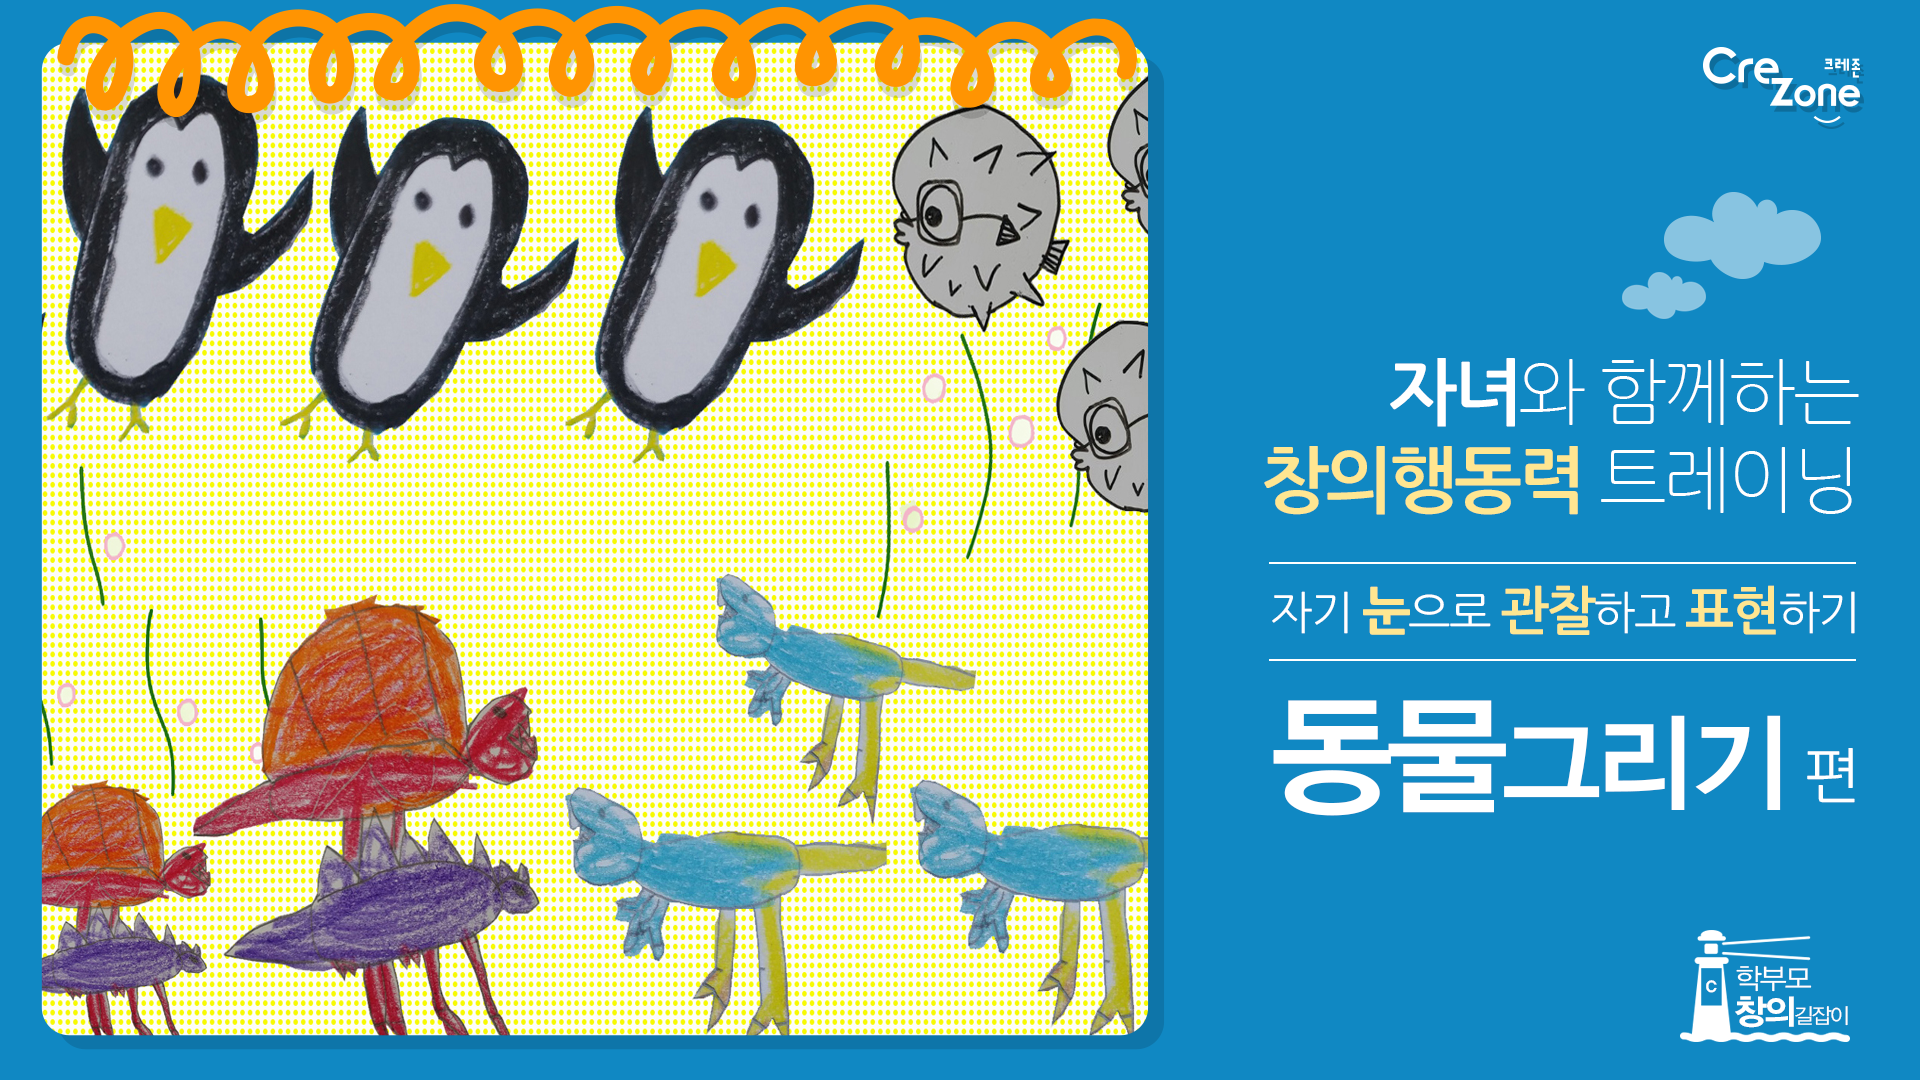 Cre 크레존
Zone
자녀와 함께하는
창의행동력 트레이닝
자기 눈으로 관찰하고 표현하기
동물그리기 편
C
학부모
창의길잡이